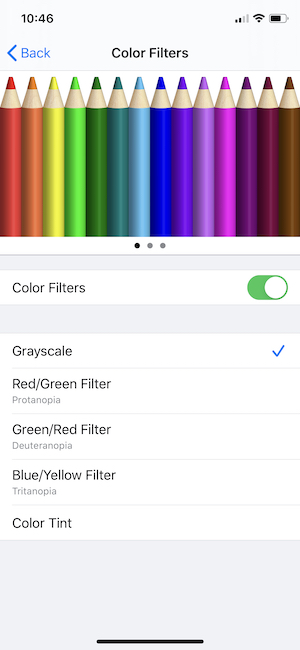 10:46
Back Color Filters
Color Filters
Grayscale
Red/Green Filter
Protanopia
Green/Red Filter
Deuteranopia
Blue/Yellow Filter
Tritanopia
Color Tint